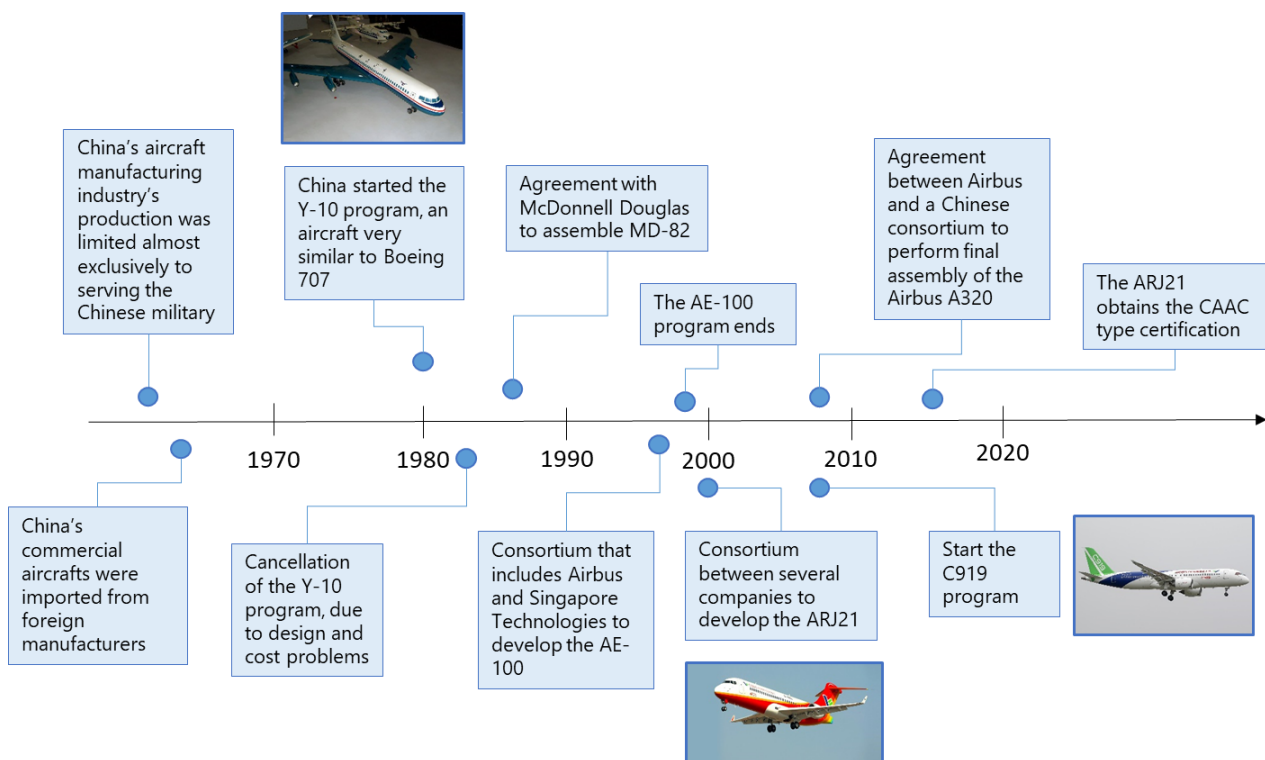 China's aircraft
manufacturing
industry's
production was
limited almost
exclusively to
serving the
Chinese military
China started the
Y-10 program, an
aircraft very
similar to Boeing
707
Agreement with
McDonnell Douglas
to assemble MD-82
The AE-100
program ends
Agreement
between Airbus
and a Chinese
consortium to
perform final
assembly of the
Airbus A320
The ARJ21
obtains the CAAC
type certification
1970
1980
1990
2000
2010
2020
China's
commercial
aircrafts were
imported from
foreign
manufacturers
Cancellation
of the Y-10
program, due
to design and
cost problems
Consortium that
includes Airbus
and Singapore
Technologies to
develop the AE-
100
Consortium
between several
companies to
develop the ARJ21
Start the
C919
program
C919